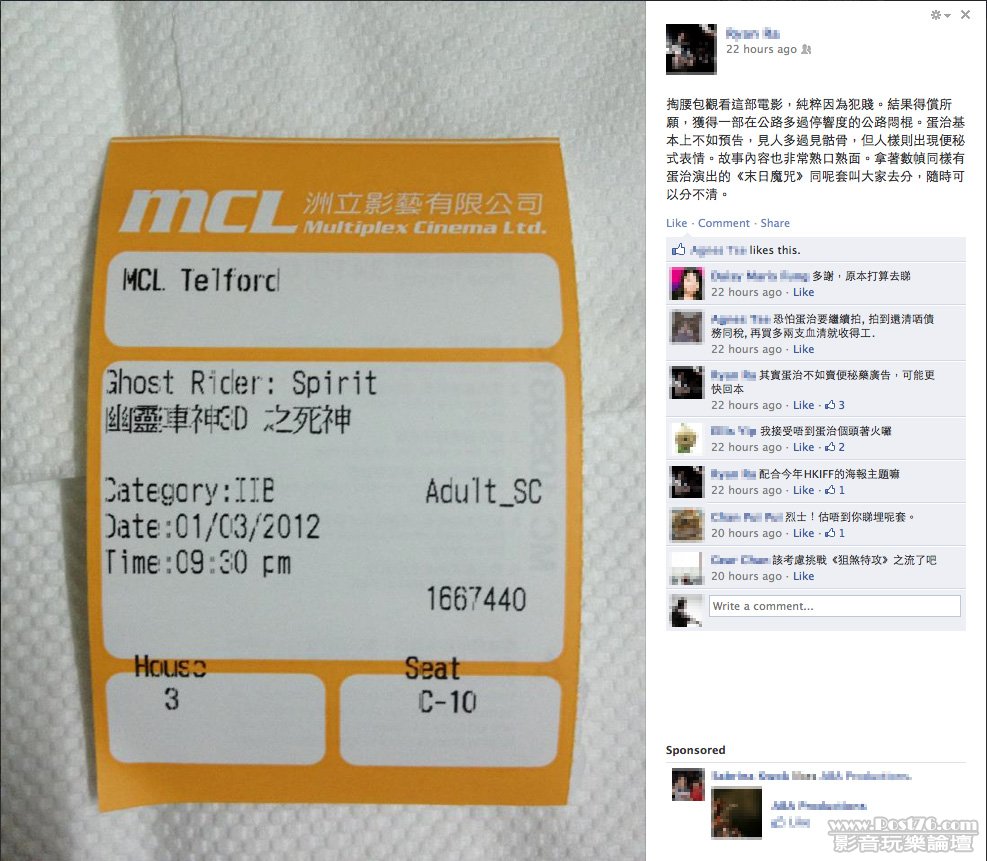 mCL 洲立影藝有限公司
Multiplex Cinema Ltd.
MCL Telford
Ghost Rider: Spirit
幽靈車神3D 之死神
Category:IIB Adult_SC
Date:01/03/2012
Time:09:30 pm
1667440
House Seat
3 C-10
22 hours ago
掏腰包觀看這部電影，純粹因為犯賤。結果得償所
願，獲得一部在公路多過停響度的公路悶棍。蛋治基
本上不如預告，見人多過見骷骨，但人樣則出現便秘
式表情。故事內容也非常熟口熟面。拿著數幀同樣有
蛋治演出的《末日魔咒》同呢套叫大家去分，隨時可
以分不清。
Like · Comment · Share
likes this.
多謝，原本打算去睇
22 hours ago · Like
恐怕蛋治要繼續拍, 拍到還清哂債
務同稅, 再買多兩支血清就收得工.
22 hours ago · Like
其實蛋治不如賣便秘藥廣告，可能更
快回本
22 hours ago · Like · 3
我接受唔到蛋治個頭著火囉
22 hours ago · Like · 2
配合今年HKIFF的海報主題嘛
22 hours ago · Like · 1
烈士！估唔到你睇埋呢套。
20 hours ago · Like · 1
該考慮挑戰《狙煞特攻》之流了吧
20 hours ago · Like
Write a comment...
Sponsored
www.Post76.com
影音玩樂論壇